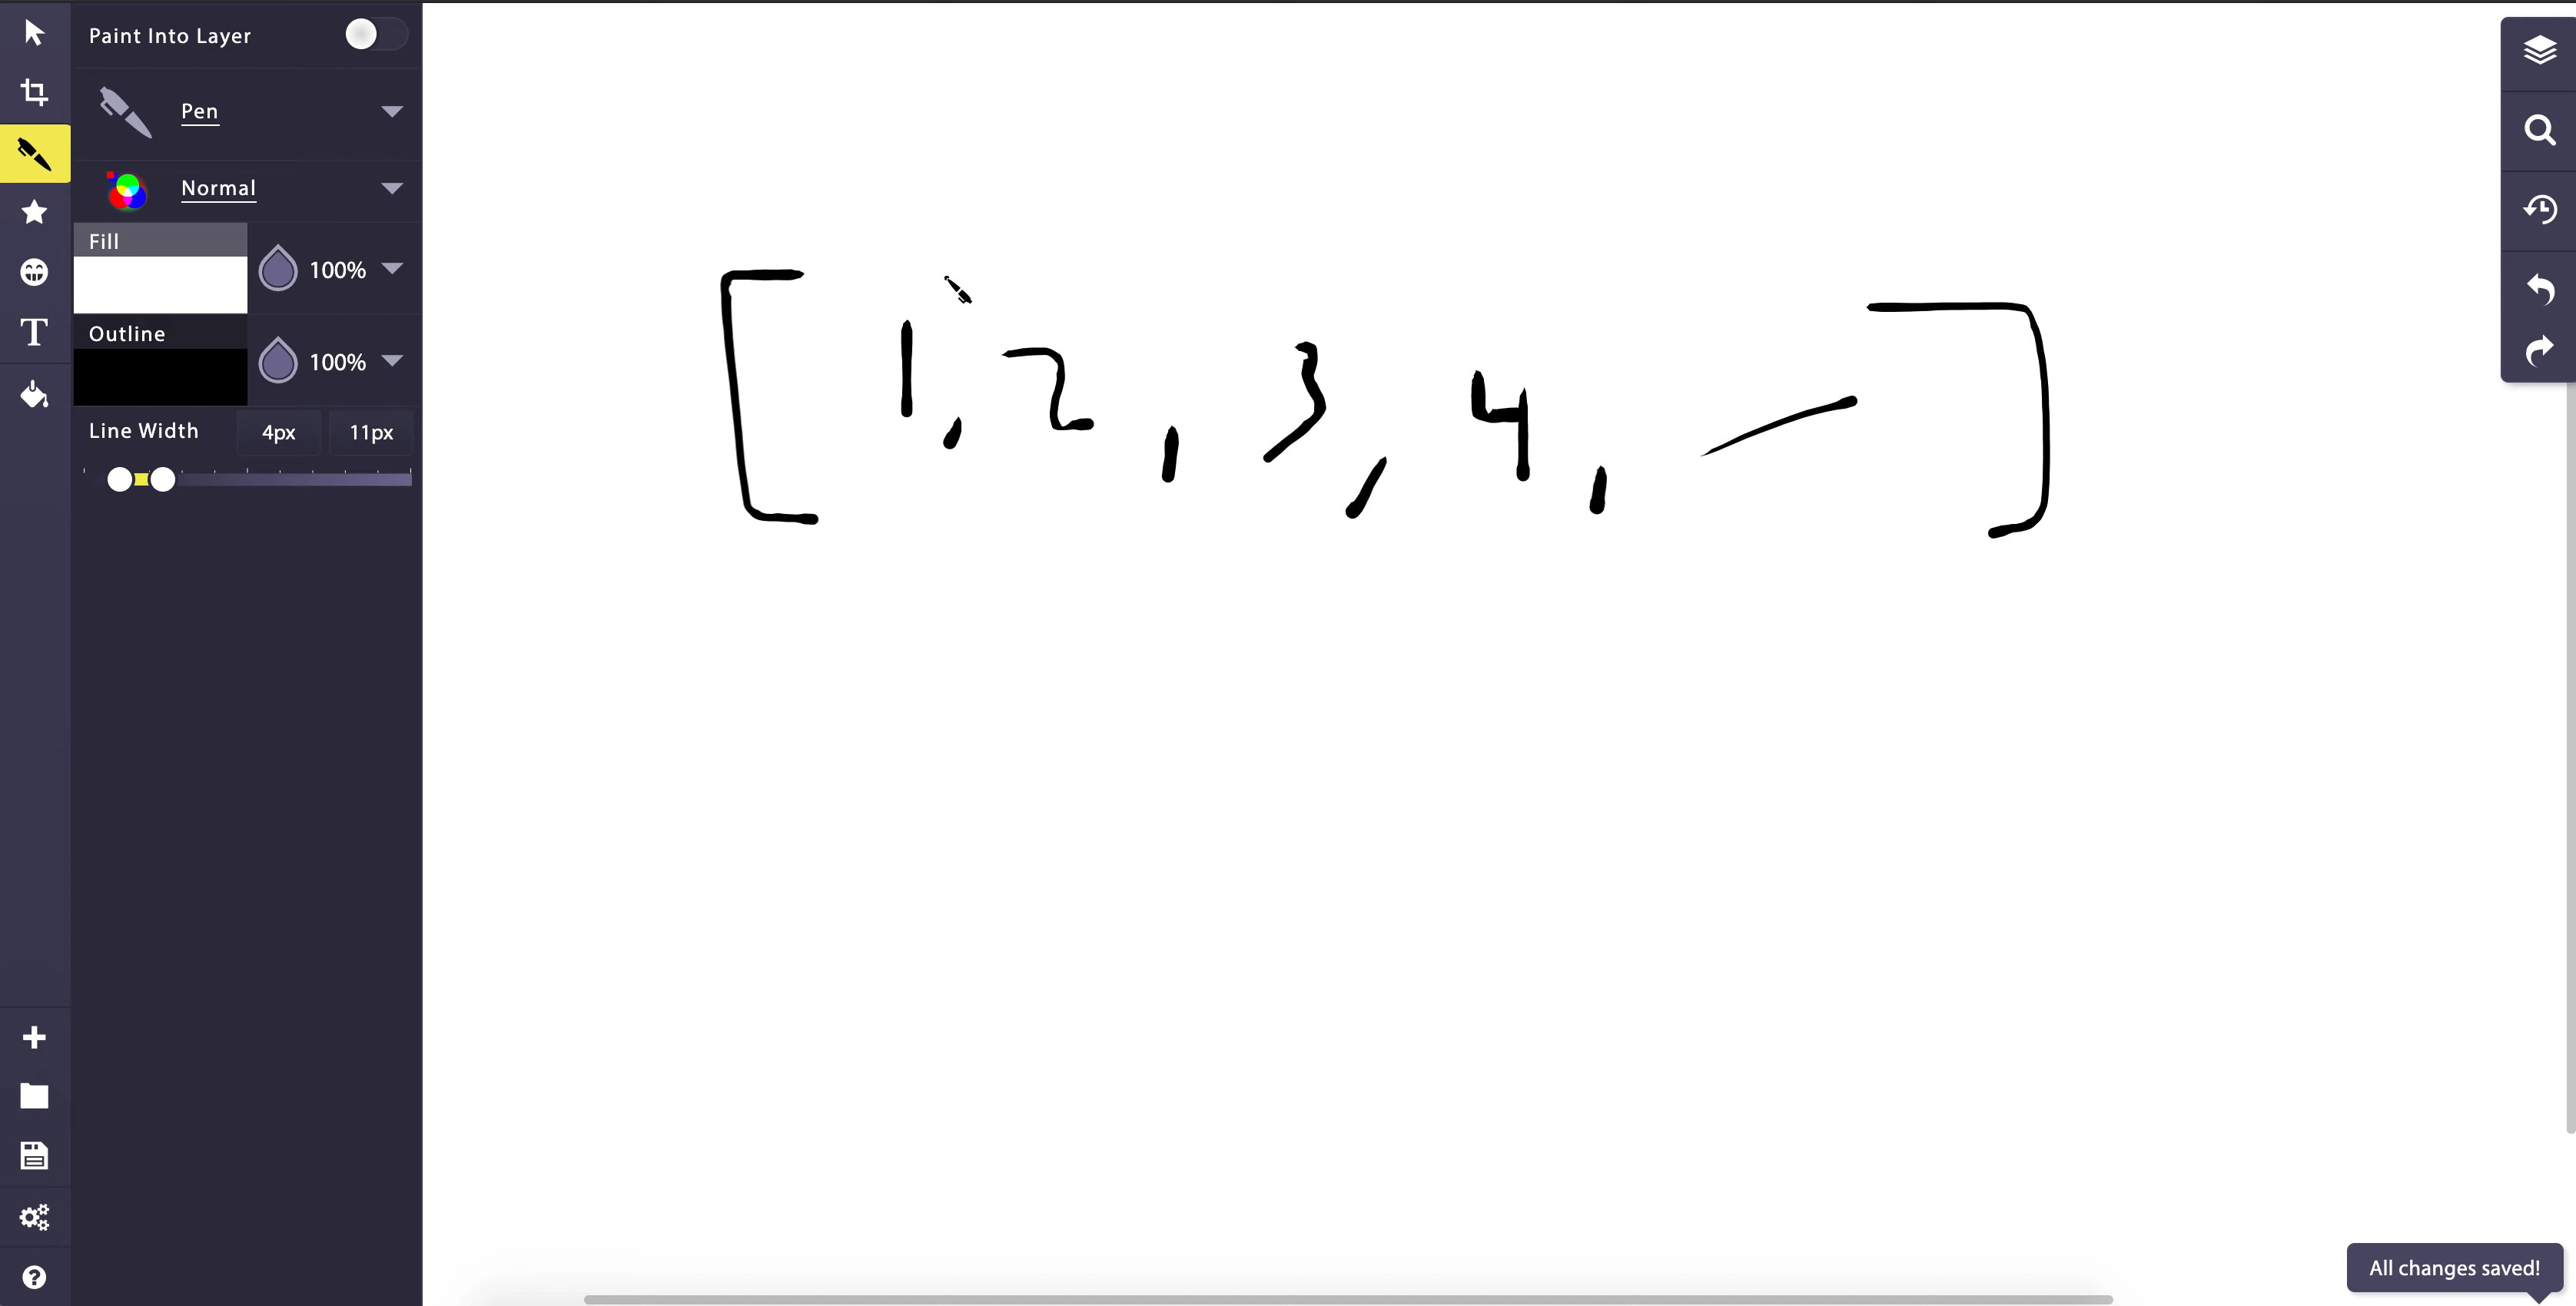 Paint Into Layer
Pen
Normal
Fill
100%
Outline
100%
Line Width 4px 11px
[ 1, 2, 3, 4, — ]
All changes saved!